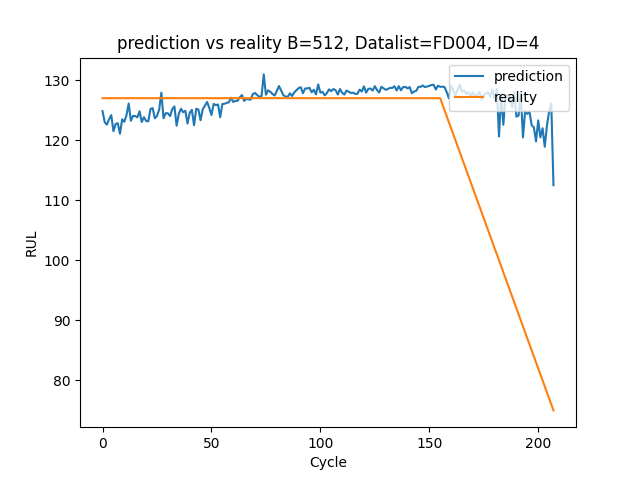 prediction vs reality B=512, Datalist=FD004, ID=4
prediction
reality
130
120
110
100
90
80
RUL
0
50
100
150
200
Cycle